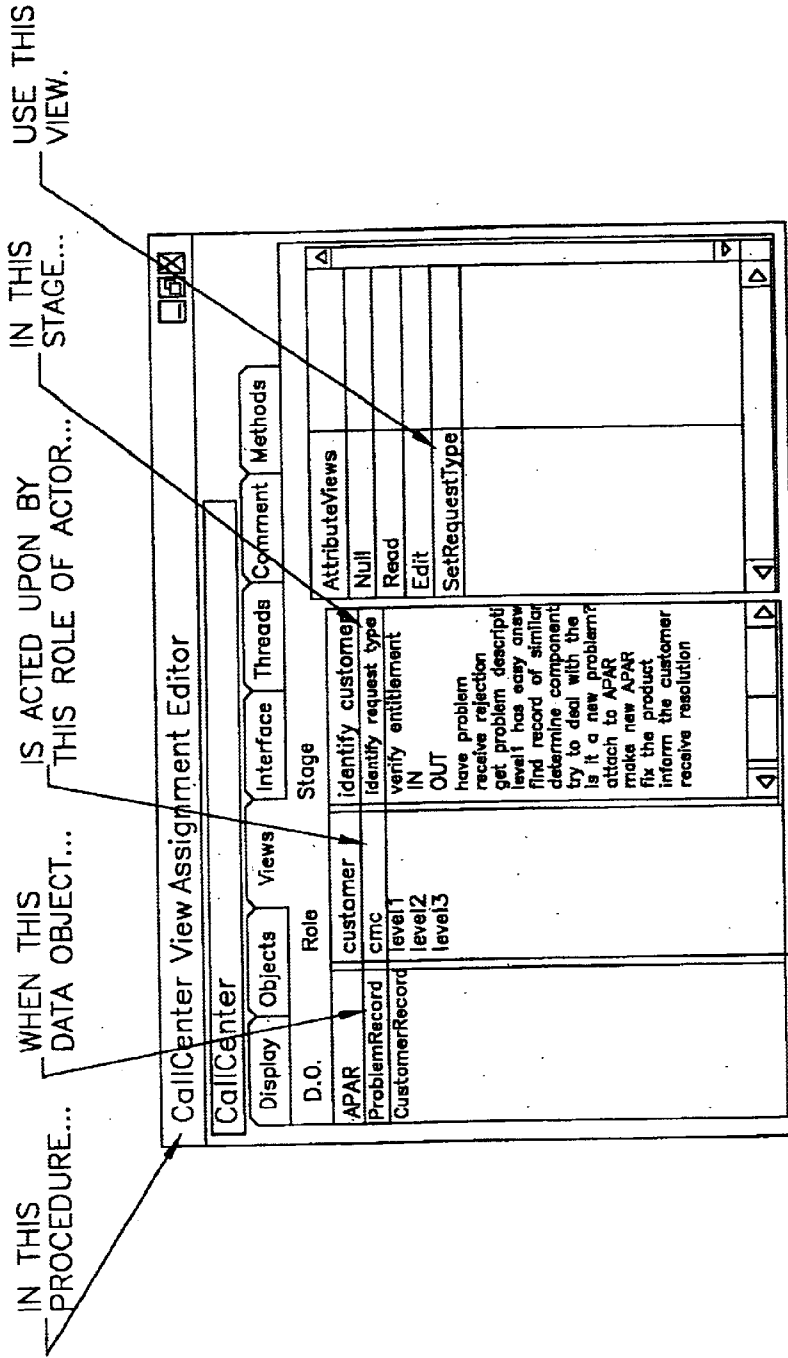 IN THIS
PROCEDURE...
WHEN THIS
DATA OBJECT...
IS ACTED UPON BY
THIS ROLE OF ACTOR...
IN THIS
STAGE...
USE THIS
VIEW.
CallCenter View Assignment Editor
CallCenter
Display
Objects
Views
Interface
Threads
Comment
Methods
D.O.
Role
Stage
APAR
ProblemRecord
CustomerRecord
customer
cmc
level1
level2
level3
identify customer
identify request type
verify entitlement
IN
OUT
have problem
receive rejection
get problem descripti
level1 has easy answ
find record of similar
determine component
try to deal with the
is it a new problem?
attach to APAR
make new APAR
fix the product
inform the customer
receive resolution
AttributeViews
Null
Read
Edit
SetRequestType